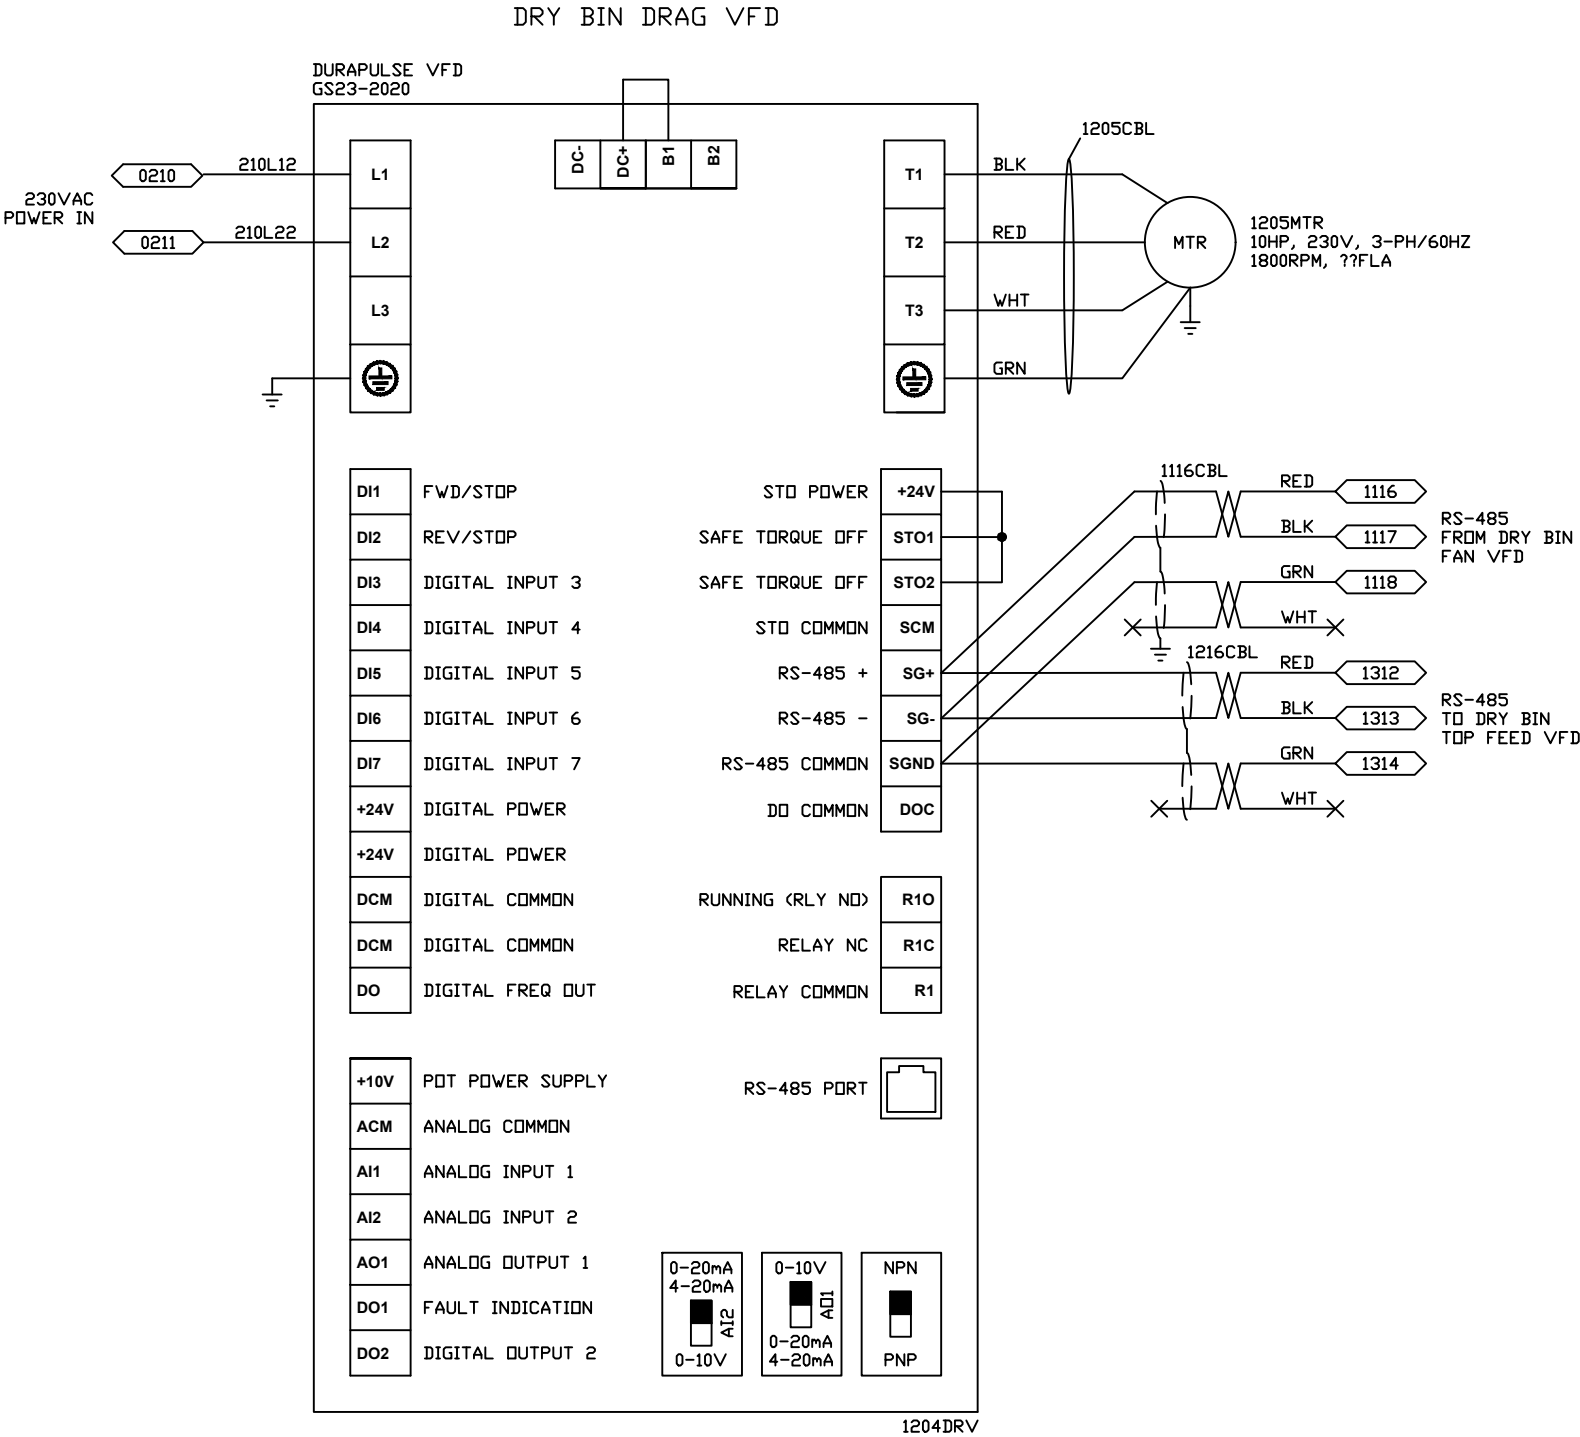 DRY BIN DRAG VFD
DURAPULSE VFD
GS23-2020
DC-
DC+
B1
B2
230VAC
POWER IN
0210
210L12
L1
0211
210L22
L2
L3
T1
BLK
T2
RED
T3
WHT
GRN
1205CBL
MTR
1205MTR
10HP, 230V, 3-PH/60HZ
1800RPM, ??FLA
DI1
FWD/STOP
DI2
REV/STOP
DI3
DIGITAL INPUT 3
DI4
DIGITAL INPUT 4
DI5
DIGITAL INPUT 5
DI6
DIGITAL INPUT 6
DI7
DIGITAL INPUT 7
+24V
DIGITAL POWER
+24V
DIGITAL POWER
DCM
DIGITAL COMMON
DCM
DIGITAL COMMON
DO
DIGITAL FREQ OUT
STO POWER
+24V
SAFE TORQUE OFF
STO1
SAFE TORQUE OFF
STO2
STO COMMON
SCM
RS-485 +
SG+
RS-485 -
SG-
RS-485 COMMON
SGND
DO COMMON
DOC
1116CBL
RED
1116
BLK
1117
GRN
1118
WHT
RS-485
FROM DRY BIN
FAN VFD
1216CBL
RED
1312
BLK
1313
GRN
1314
WHT
RS-485
TO DRY BIN
TOP FEED VFD
RUNNING (RLY NO)
R1O
RELAY NC
R1C
RELAY COMMON
R1
+10V
POT POWER SUPPLY
ACM
ANALOG COMMON
AI1
ANALOG INPUT 1
AI2
ANALOG INPUT 2
AO1
ANALOG OUTPUT 1
DO1
FAULT INDICATION
DO2
DIGITAL OUTPUT 2
RS-485 PORT
0-20mA
4-20mA
AI2
0-10V
0-10V
AO1
0-20mA
4-20mA
NPN
PNP
1204DRV